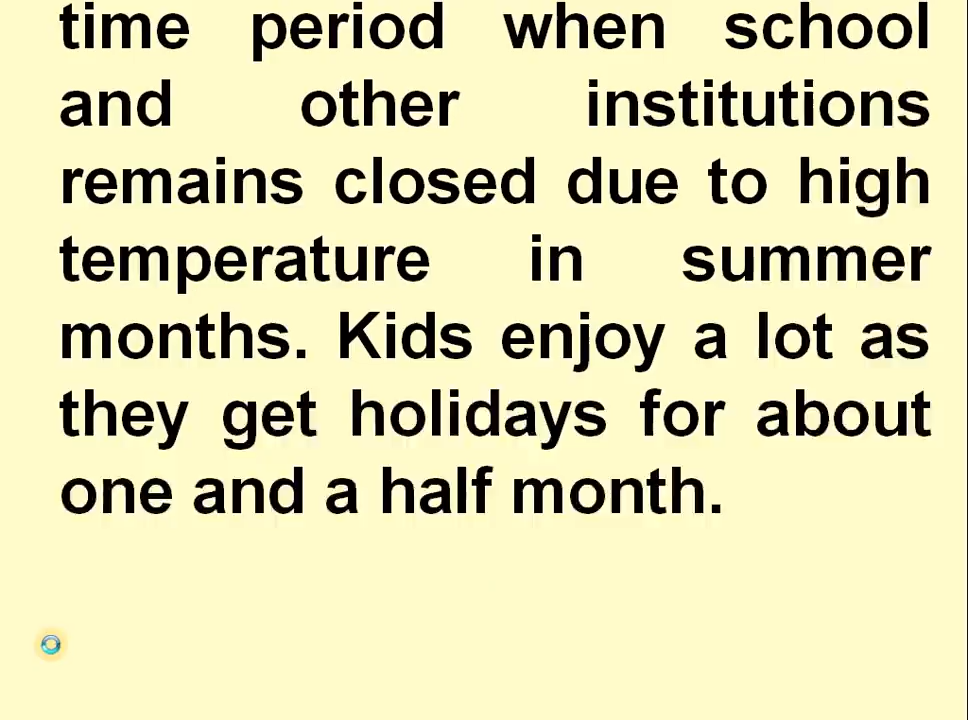 time period when school
and other institutions
remains closed due to high
temperature in summer
months. Kids enjoy a lot as
they get holidays for about
one and a half month.